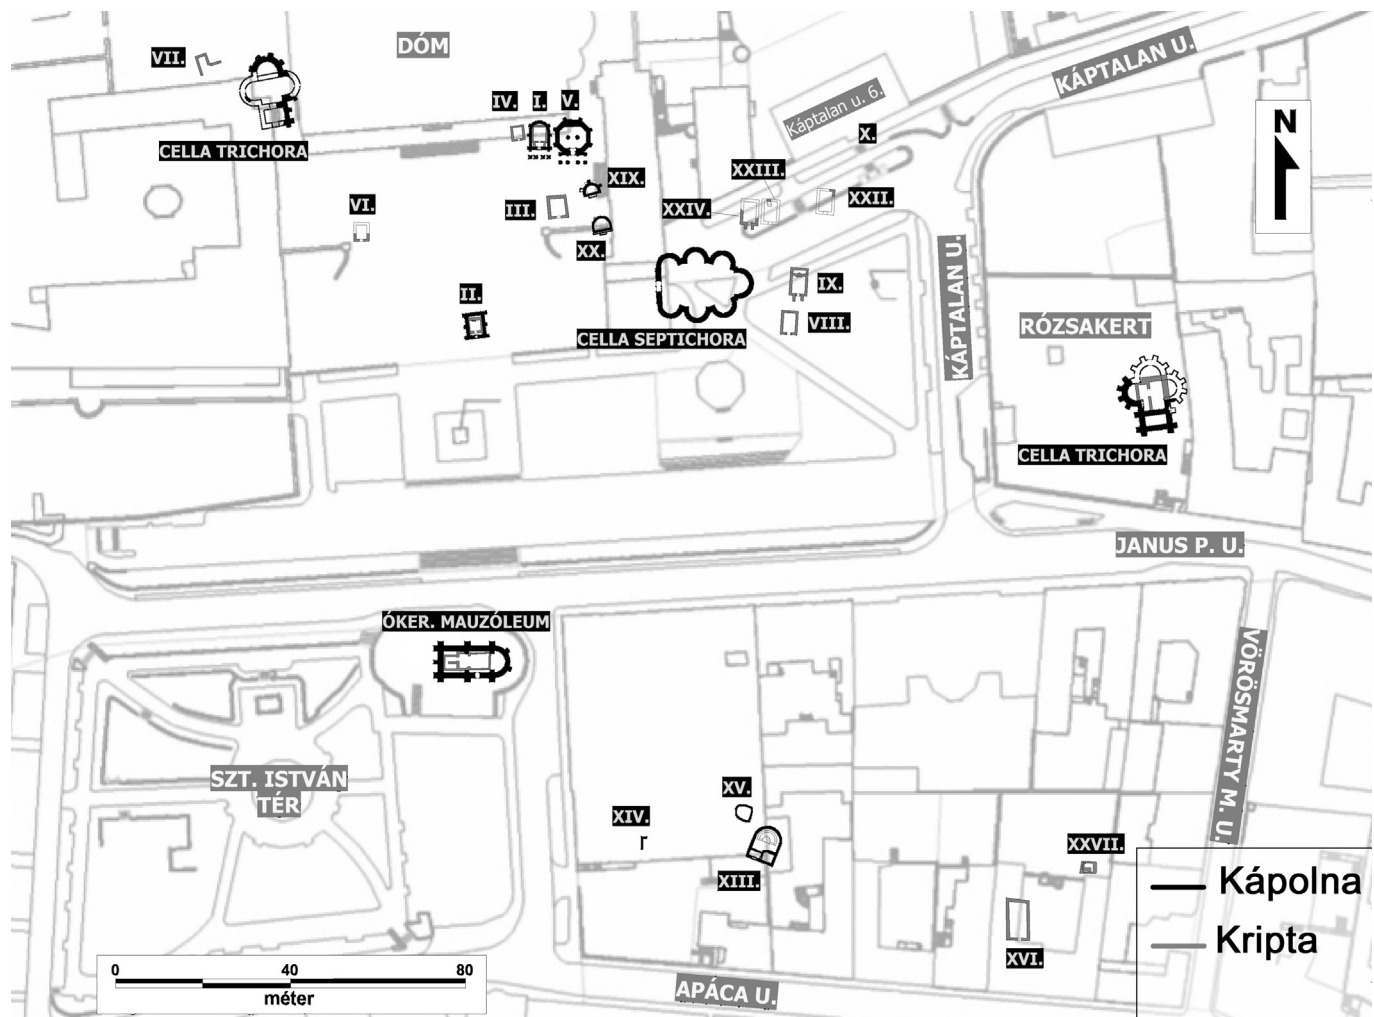 DÓM
KÁPTALAN U.
VII.
Káptalan u. 6.
IV.
I.
V.
N
X.
CELLA TRICHORA
XIX.
XXIII.
VI.
III.
XXIV.
XXII.
XX.
KÁPTALAN U.
II.
IX.
CELLA SEPTICHORA
VIII.
RÓZSAKERT
CELLA TRICHORA
JANUS P. U.
ÓKER. MAUZÓLEUM
VÖRÖSMARTY M. U.
SZT. ISTVÁN
TÉR
XV.
XIV.
r
XIII.
XXVII.
XVI.
Kápolna
Kripta
0 40 80
méter
APÁCA U.